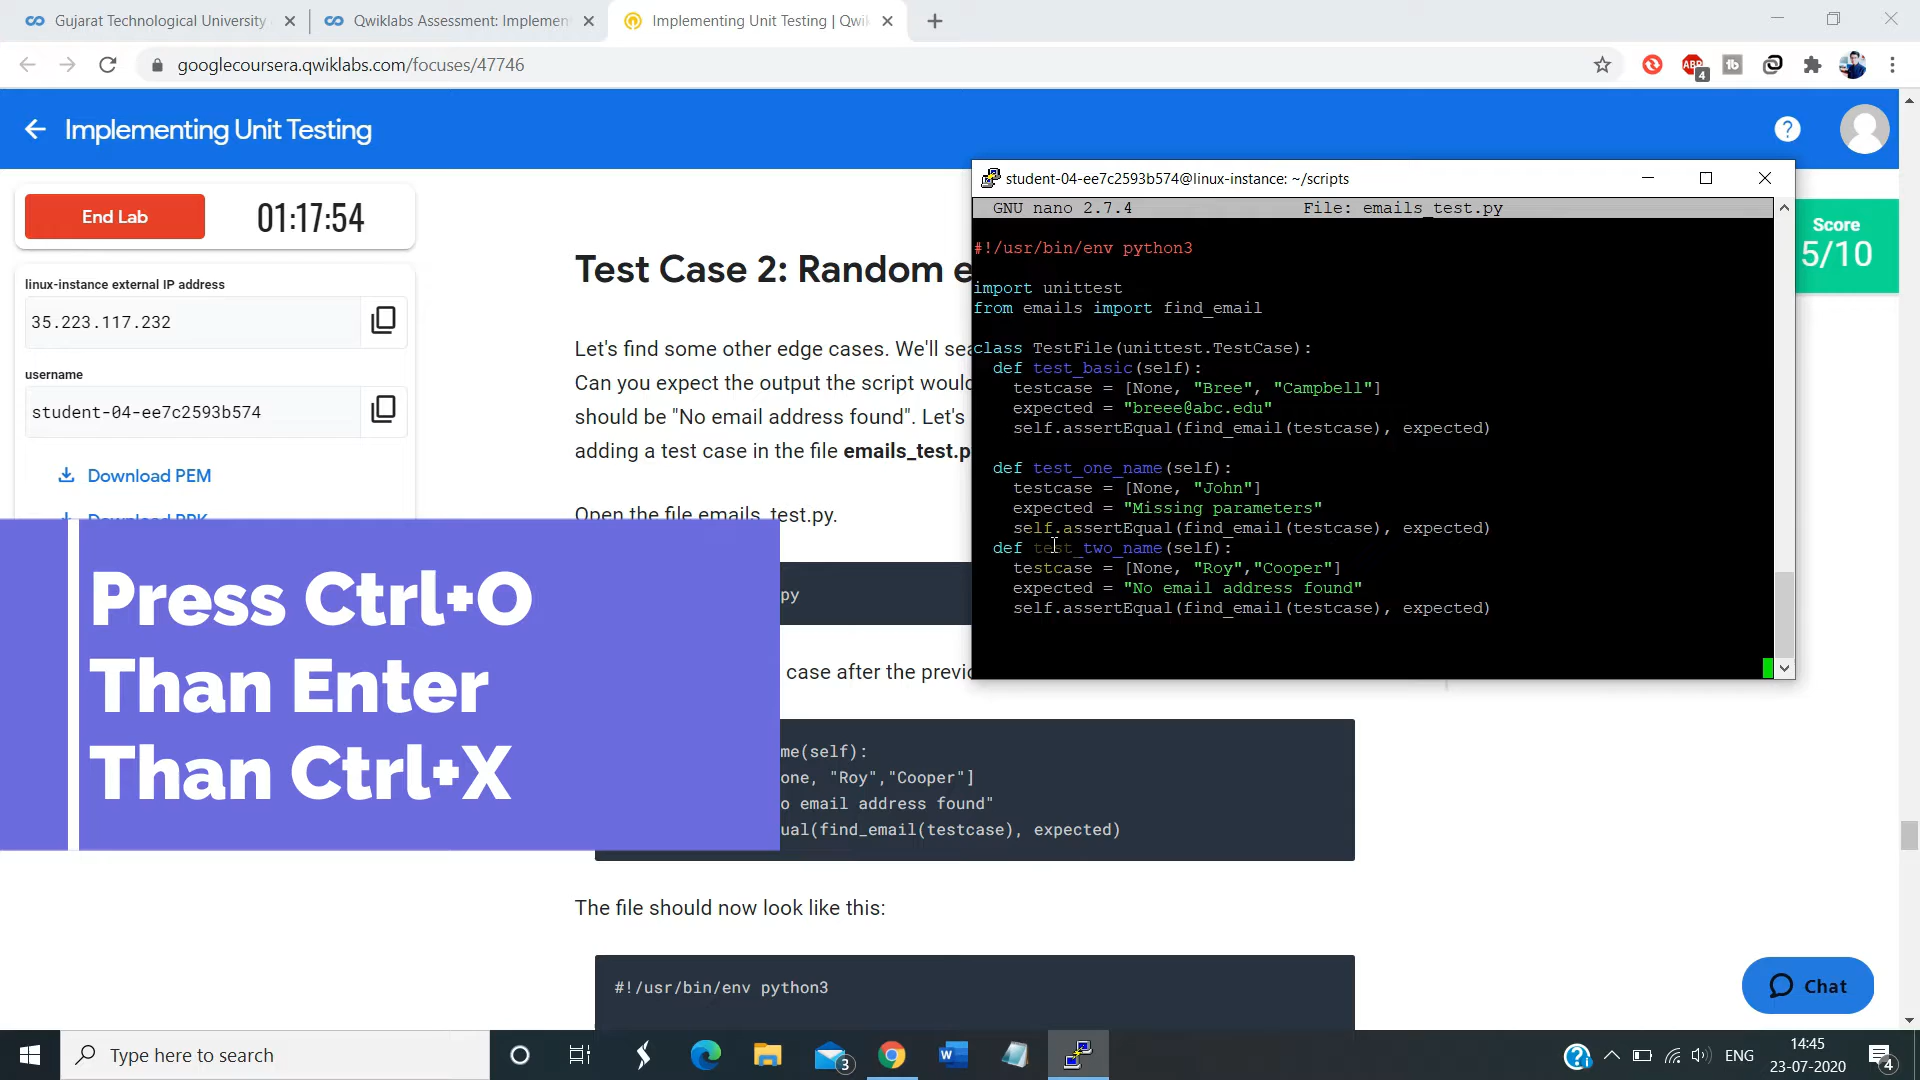 Gujarat Technological University
Qwiklabs Assessment: Implemen
Implementing Unit Testing | Qwik
googlecoursera.qwiklabs.com/focuses/47746
ABP
4
Implementing Unit Testing
?
End Lab
01:17:54
linux-instance external IP address
35.223.117.232
username
student-04-ee7c2593b574
Download PEM
Download PPK
Score
5/10
Test Case 2: Random e
Let's find some other edge cases. We'll sea
Can you expect the output the script would
should be "No email address found". Let's
adding a test case in the file emails_test.p
Open the file emails_test.py.
py
case after the previo
me(self):
one, "Roy","Cooper"]
o email address found"
ual(find_email(testcase), expected)
The file should now look like this:
#!/usr/bin/env python3
student-04-ee7c2593b574@linux-instance: ~/scripts
GNU nano 2.7.4 File: emails_test.py
#!/usr/bin/env python3
import unittest
from emails import find_email
class TestFile(unittest.TestCase):
def test_basic(self):
testcase = [None, "Bree", "Campbell"]
expected = "breee@abc.edu"
self.assertEqual(find_email(testcase), expected)
def test_one_name(self):
testcase = [None, "John"]
expected = "Missing parameters"
self.assertEqual(find_email(testcase), expected)
def test_two_name(self):
testcase = [None, "Roy","Cooper"]
expected = "No email address found"
self.assertEqual(find_email(testcase), expected)
Press Ctrl+O
Than Enter
Than Ctrl+X
Chat
Type here to search
3
W
ENG
14:45
23-07-2020
4